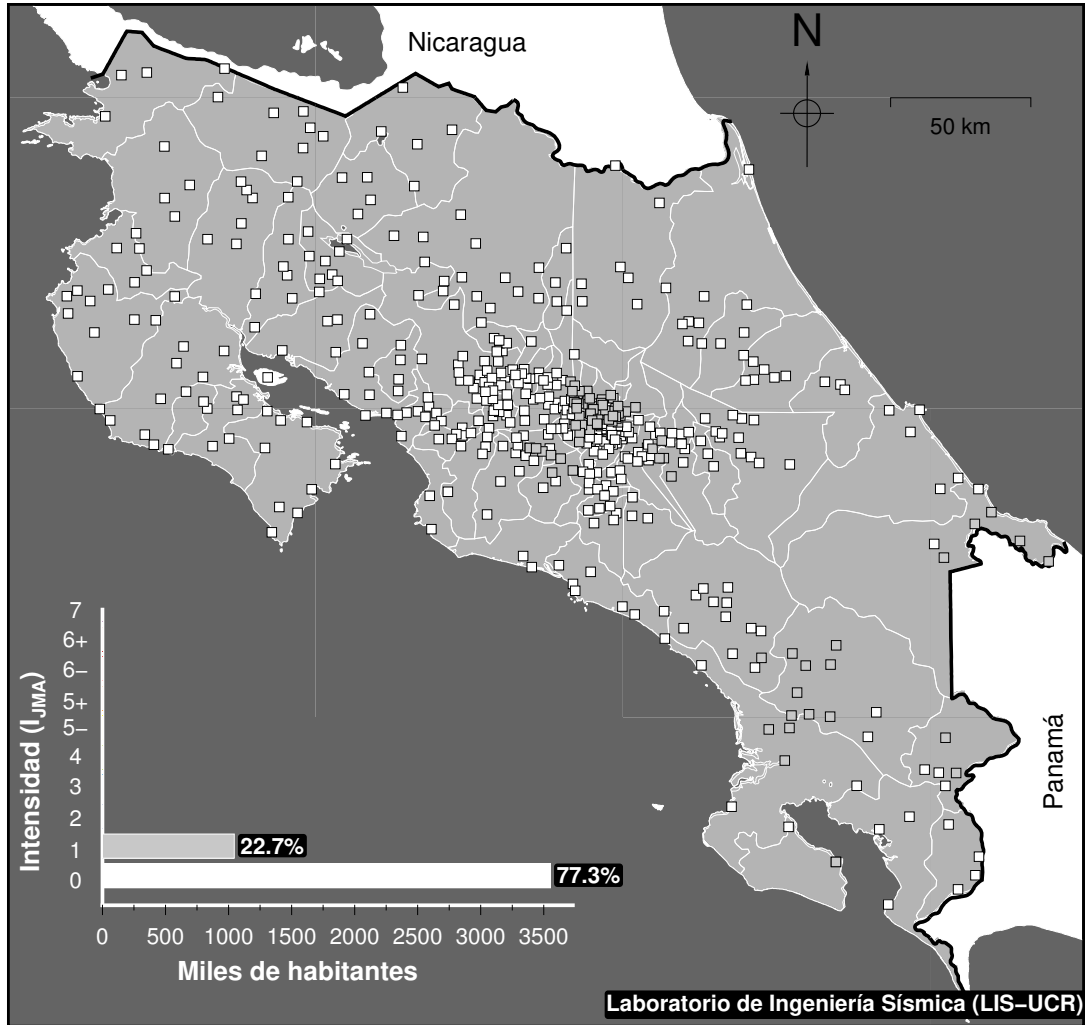 Nicaragua
N
50 km
Panamá
Intensidad (I_JMA)
7
6+
6−
5+
5−
4
3
2
1
0
22.7%
77.3%
0 500 1000 1500 2000 2500 3000 3500
Miles de habitantes
Laboratorio de Ingeniería Sísmica (LIS−UCR)